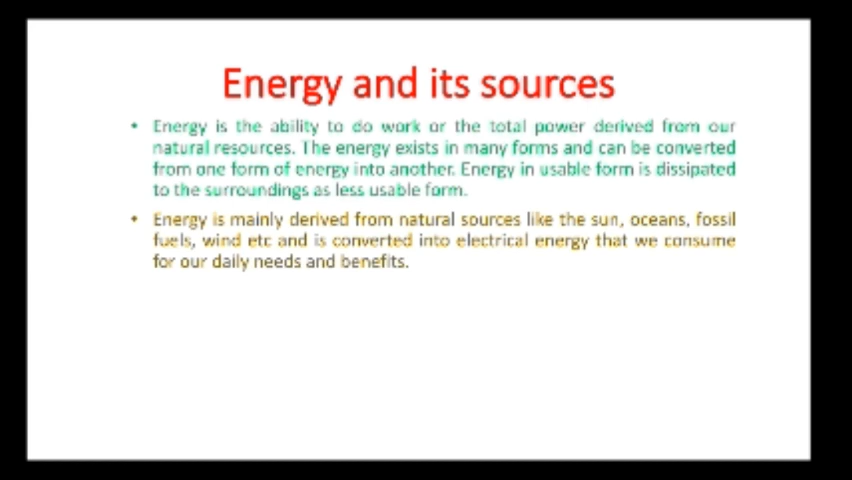 Energy and its sources
• Energy is the ability to do work or the total power derived from our
natural resources. The energy exists in many forms and can be converted
from one form of energy into another. Energy in usable form is dissipated
to the surroundings as less usable form.
• Energy is mainly derived from natural sources like the sun, oceans, fossil
fuels, wind etc and is converted into electrical energy that we consume
for our daily needs and benefits.